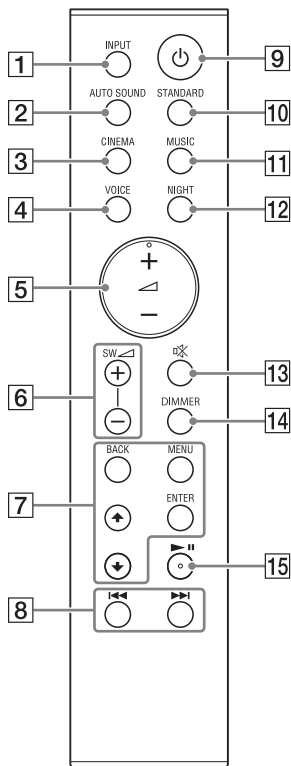 INPUT
1
9
AUTO SOUND STANDARD
2
10
CINEMA MUSIC
3
11
VOICE NIGHT
4
12
+
5
−
SW
+
6
−
13
DIMMER
14
BACK MENU
7
ENTER
15
8